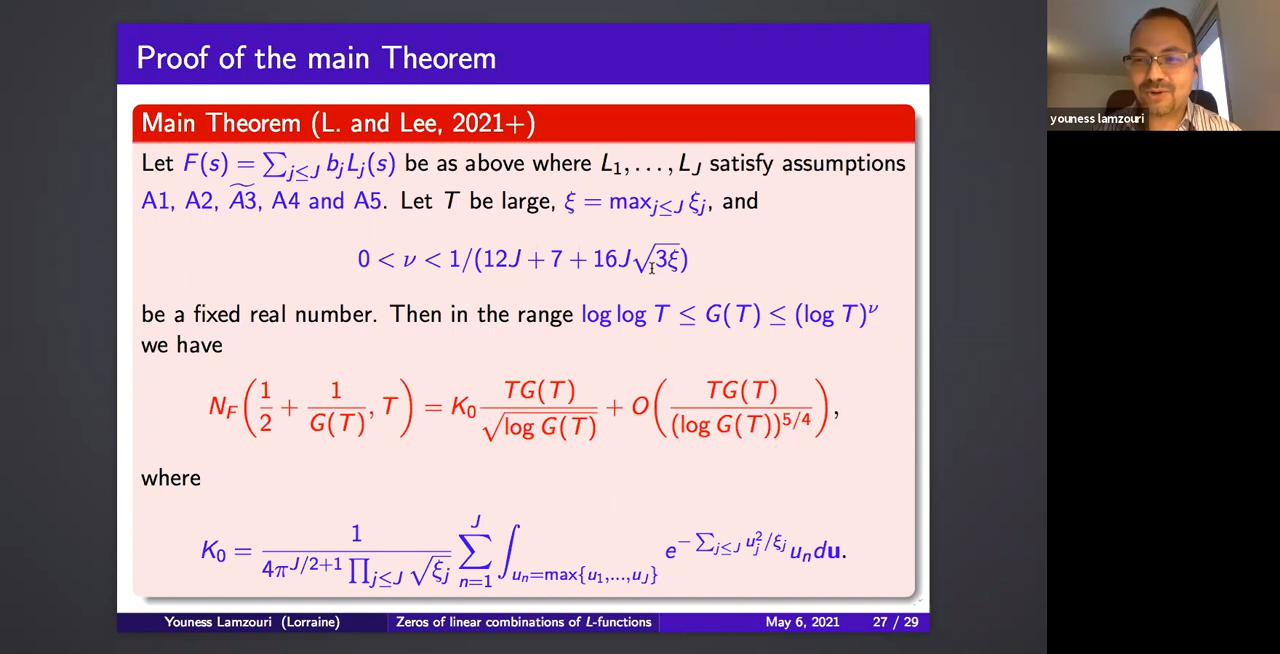 Proof of the main Theorem
youness lamzouri
Main Theorem (L. and Lee, 2021+)
Let F(s) = ∑_{j≤J} b_j L_j(s) be as above where L_1, . . . , L_J satisfy assumptions
A1, A2, \widetilde{A3}, A4 and A5. Let T be large, ξ = max_{j≤J} ξ_j, and
0 < ν < 1/(12J + 7 + 16J√(3ξ))
be a fixed real number. Then in the range log log T ≤ G(T) ≤ (log T)^ν
we have
N_F(1/2 + 1/G(T), T) = K_0 TG(T)/√(log G(T)) + O(TG(T)/(log G(T))^{5/4}),
where
K_0 = 1/(4π^{J/2+1} ∏_{j≤J} √ξ_j) ∑_{n=1}^{J} ∫_{u_n=max{u_1,...,u_J}} e^{−∑_{j≤J} u_j^2/ξ_j} u_n d**u**.
Youness Lamzouri (Lorraine) Zeros of linear combinations of L-functions May 6, 2021 27 / 29